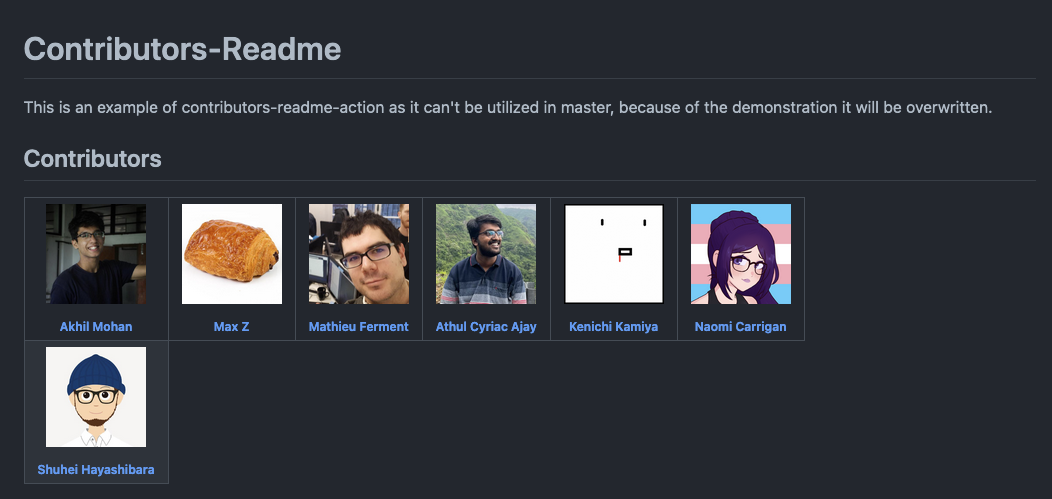 Contributors-Readme
This is an example of contributors-readme-action as it can't be utilized in master, because of the demonstration it will be overwritten.
Contributors
Akhil Mohan
Max Z
Mathieu Ferment
Athul Cyriac Ajay
Kenichi Kamiya
Naomi Carrigan
Shuhei Hayashibara